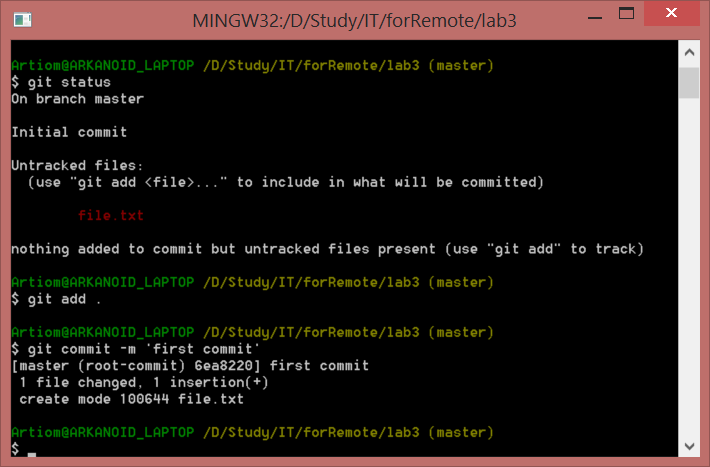 MINGW32:/D/Study/IT/forRemote/lab3
Artiom@ARKANOID_LAPTOP /D/Study/IT/forRemote/lab3 (master)
$ git status
On branch master
Initial commit
Untracked files:
(use "git add <file>..." to include in what will be committed)
file.txt
nothing added to commit but untracked files present (use "git add" to track)
Artiom@ARKANOID_LAPTOP /D/Study/IT/forRemote/lab3 (master)
$ git add .
Artiom@ARKANOID_LAPTOP /D/Study/IT/forRemote/lab3 (master)
$ git commit -m 'first commit'
[master (root-commit) 6ea8220] first commit
1 file changed, 1 insertion(+)
create mode 100644 file.txt
Artiom@ARKANOID_LAPTOP /D/Study/IT/forRemote/lab3 (master)
$